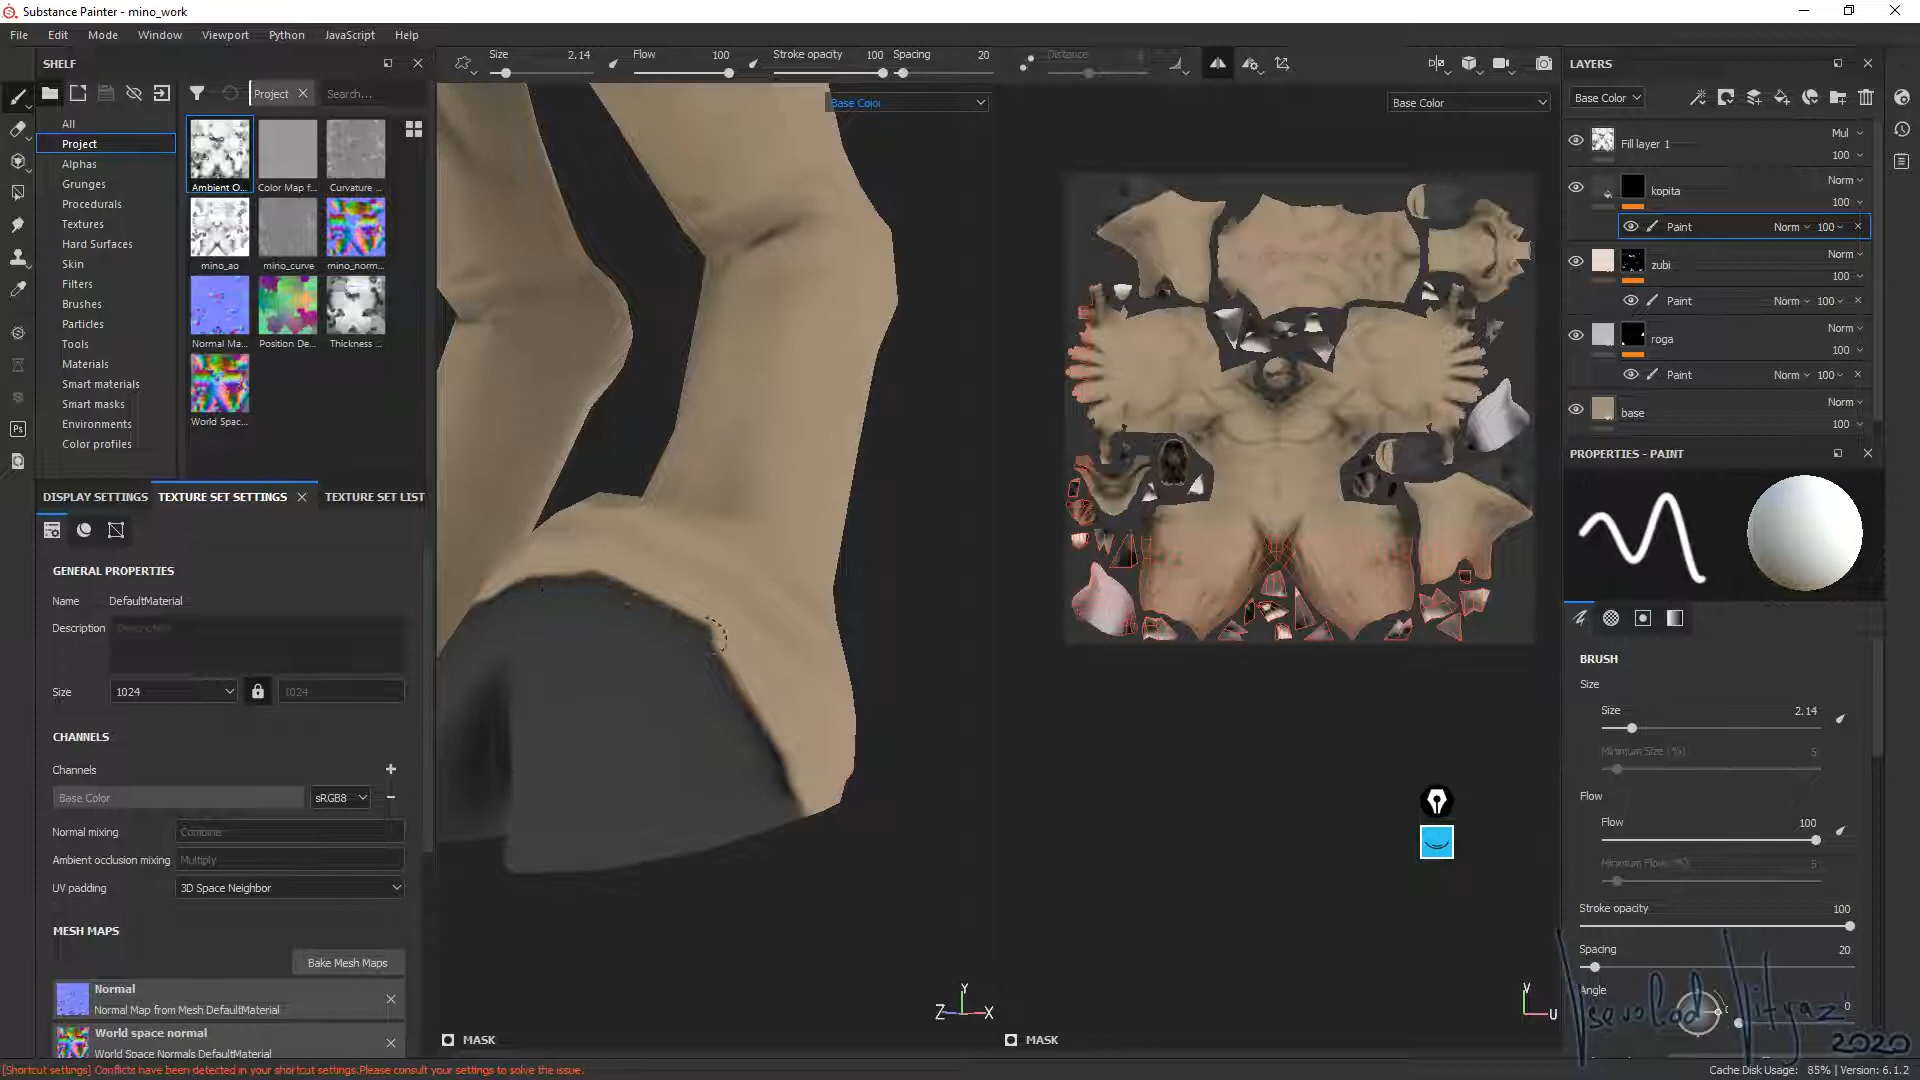 Substance Painter - mino_work
File Edit Mode Window Viewport Python JavaScript Help
SHELF
Project
Search...
All
Project
Alphas
Grunges
Procedurals
Textures
Hard Surfaces
Skin
Filters
Brushes
Particles
Tools
Materials
Smart materials
Smart masks
Environments
Color profiles
Ambient O... Color Map f... Curvature ...
mino_ao mino_curve mino_norm...
Normal Ma... Position De... Thickness ...
World Spac...
Size 2.14 Flow 100 Stroke opacity 100 Spacing 20 Distance
Base Color
Base Color
DISPLAY SETTINGS TEXTURE SET SETTINGS TEXTURE SET LIST
GENERAL PROPERTIES
Name DefaultMaterial
Description Description
Size 1024 1024
CHANNELS
Channels
Base Color sRGB8
Normal mixing Combine
Ambient occlusion mixing Multiply
UV padding 3D Space Neighbor
MESH MAPS
Bake Mesh Maps
Normal
Normal Map from Mesh DefaultMaterial
World space normal
World Space Normals DefaultMaterial
Y
Z X
V
U
MASK
MASK
LAYERS
Base Color
Fill layer 1 Mul 100
kopita Norm 100
Paint Norm 100
zubi Norm 100
Paint Norm 100
roga Norm 100
Paint Norm 100
base Norm 100
PROPERTIES - PAINT
BRUSH
Size
Size 2.14
Minimum Size (%) 5
Flow
Flow 100
Minimum Flow (%) 5
Stroke opacity 100
Spacing 20
Angle 0
Ps
2020
[Shortcut settings] Conflicts have been detected in your shortcut settings.Please consult your settings to solve the issue.
Cache Disk Usage: 85% | Version: 6.1.2